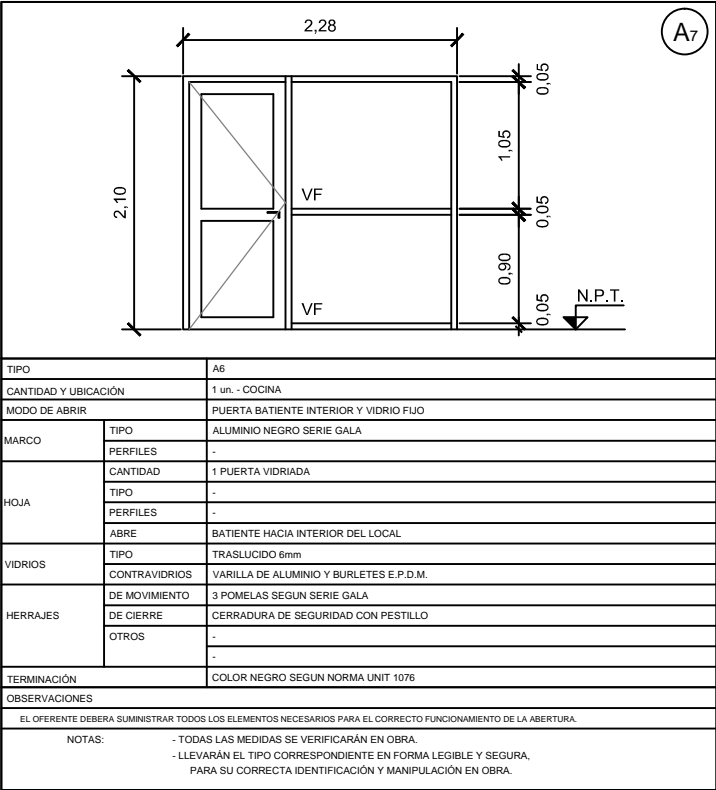 2,28
A7
2,10
0,05
1,05
0,05
0,90
0,05
VF
VF
N.P.T.
TIPO A6
CANTIDAD Y UBICACIÓN 1 un. - COCINA
MODO DE ABRIR PUERTA BATIENTE INTERIOR Y VIDRIO FIJO
MARCO TIPO ALUMINIO NEGRO SERIE GALA
PERFILES -
HOJA CANTIDAD 1 PUERTA VIDRIADA
TIPO -
PERFILES -
ABRE BATIENTE HACIA INTERIOR DEL LOCAL
VIDRIOS TIPO TRASLUCIDO 6mm
CONTRAVIDRIOS VARILLA DE ALUMINIO Y BURLETES E.P.D.M.
HERRAJES DE MOVIMIENTO 3 POMELAS SEGUN SERIE GALA
DE CIERRE CERRADURA DE SEGURIDAD CON PESTILLO
OTROS -
-
TERMINACIÓN COLOR NEGRO SEGUN NORMA UNIT 1076
OBSERVACIONES
EL OFERENTE DEBERA SUMINISTRAR TODOS LOS ELEMENTOS NECESARIOS PARA EL CORRECTO FUNCIONAMIENTO DE LA ABERTURA.
NOTAS: - TODAS LAS MEDIDAS SE VERIFICARÁN EN OBRA.
- LLEVARÁN EL TIPO CORRESPONDIENTE EN FORMA LEGIBLE Y SEGURA,
PARA SU CORRECTA IDENTIFICACIÓN Y MANIPULACIÓN EN OBRA.